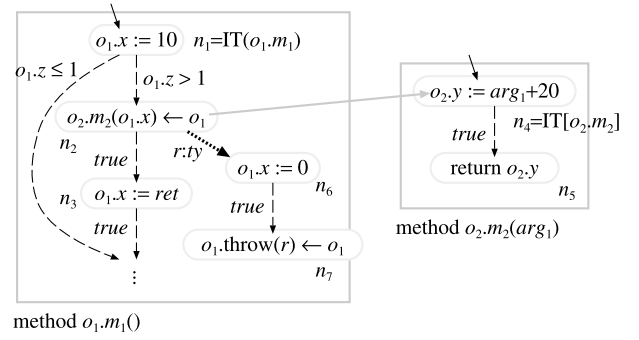 o₁.x := 10
n₁=IT(o₁.m₁)
o₁.z ≤ 1
o₁.z > 1
o₂.m₂(o₁.x) ← o₁
n₂
true
r:ty
o₁.x := 0
n₆
n₃
o₁.x := ret
true
true
o₁.throw(r) ← o₁
n₇
⋮
method o₁.m₁()
o₂.y := arg₁+20
n₄=IT[o₂.m₂]
true
return o₂.y
n₅
method o₂.m₂(arg₁)